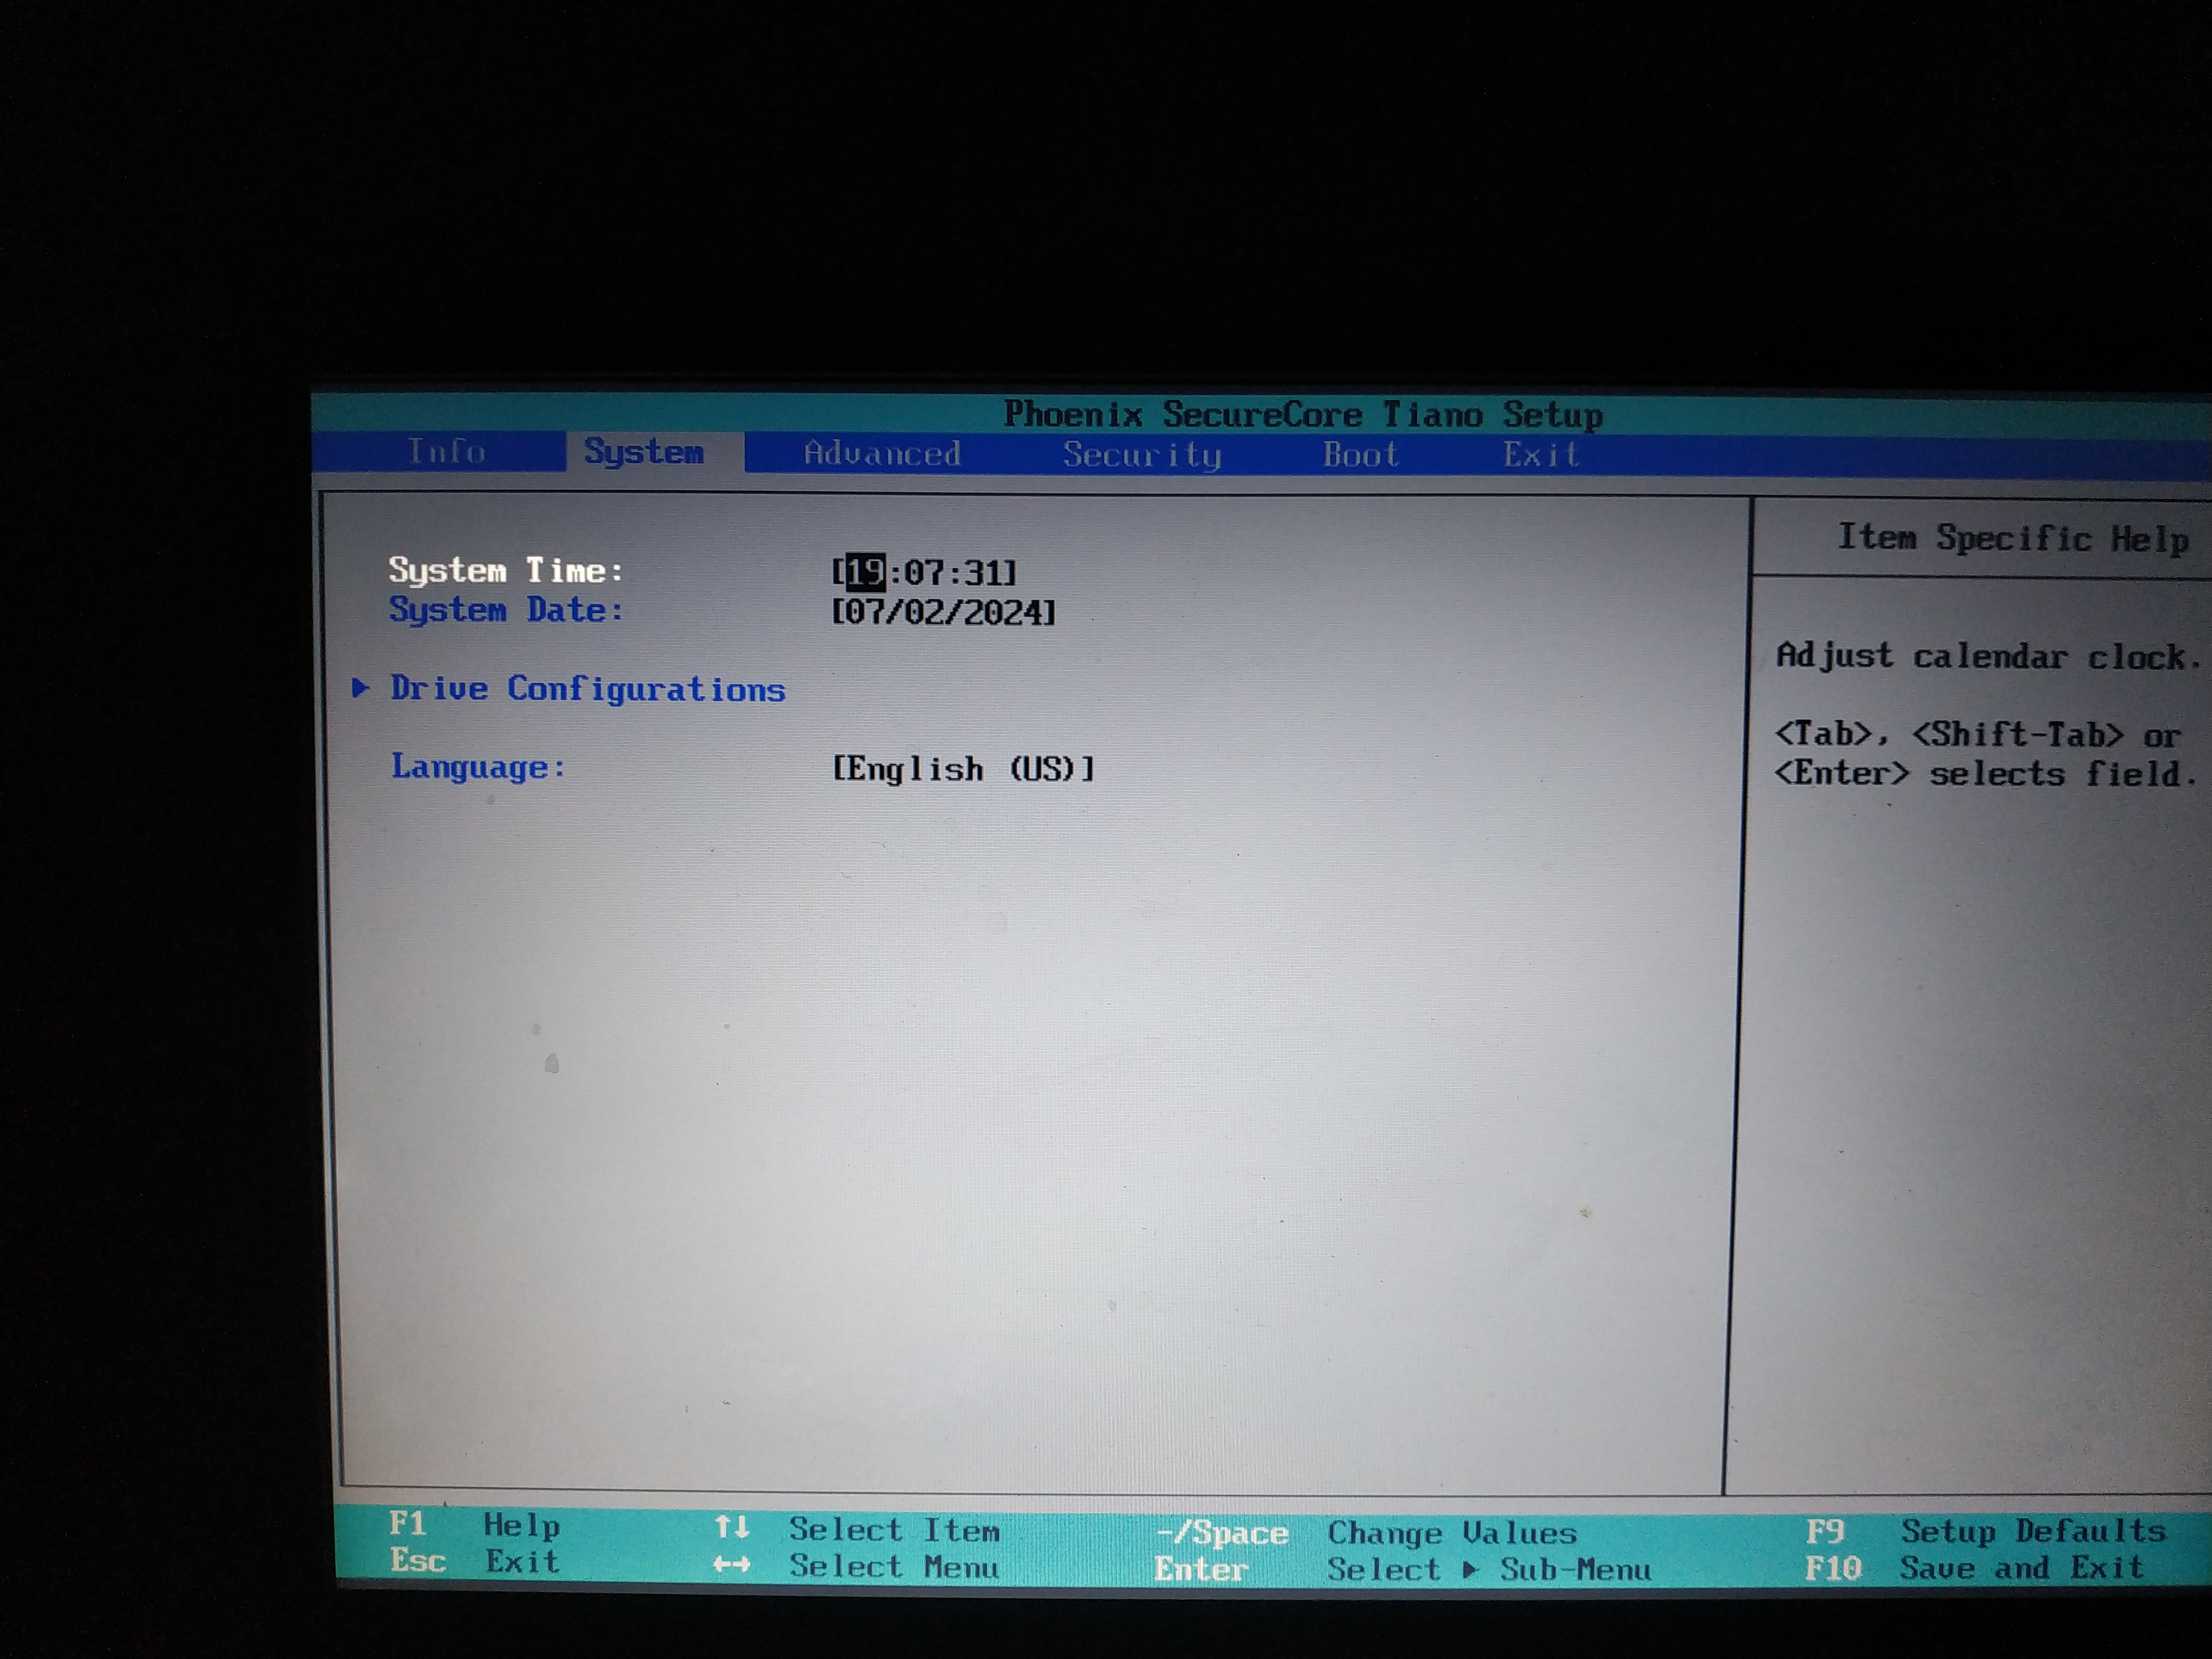 Phoenix SecureCore Tiano Setup
Info System Advanced Security Boot Exit
Item Specific Help
System Time: [19:07:31]
System Date: [07/02/2024]
Adjust calendar clock.
▶ Drive Configurations
<Tab>, <Shift-Tab> or
Language: [English (US)]
<Enter> selects field.
F1 Help ↑↓ Select Item -/Space Change Values F9 Setup Defaults
Esc Exit ←→ Select Menu Enter Select ▶ Sub-Menu F10 Save and Exit